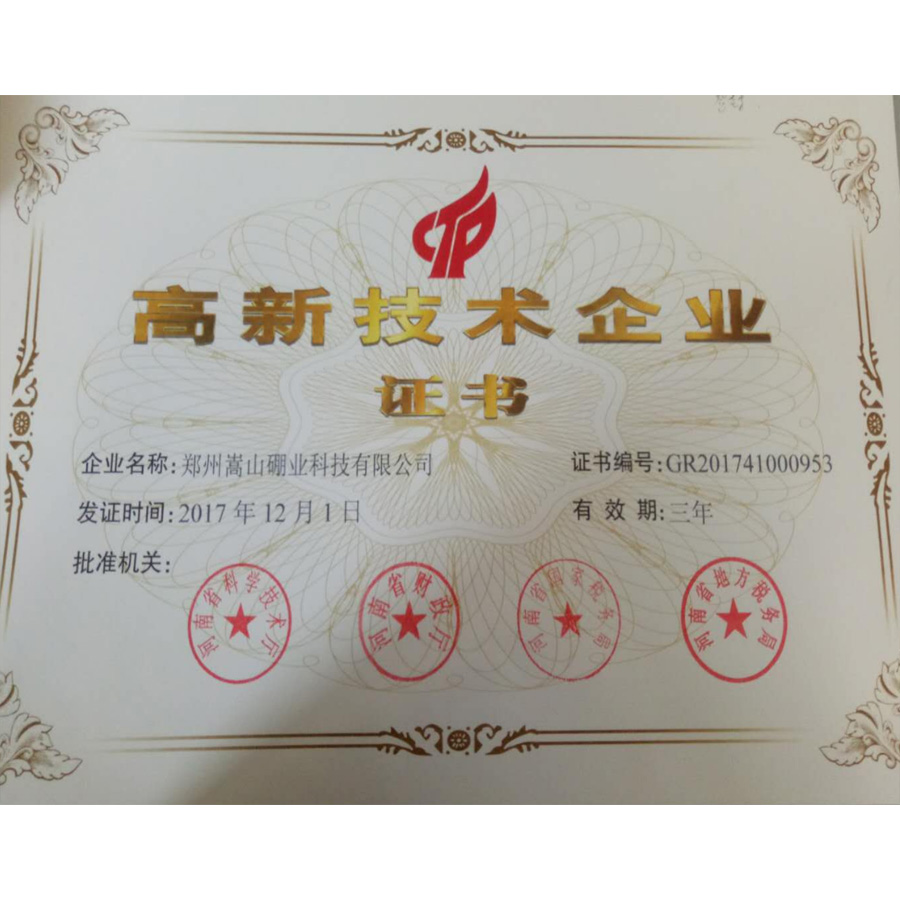 高新技术企业
证书
企业名称：郑州嵩山硼业科技有限公司
证书编号：GR201741000953
发证时间：2017年12月1日
有效期：三年
批准机关：
河南省科学技术厅
河南省财政厅
河南省国家税务局
河南省地方税务局